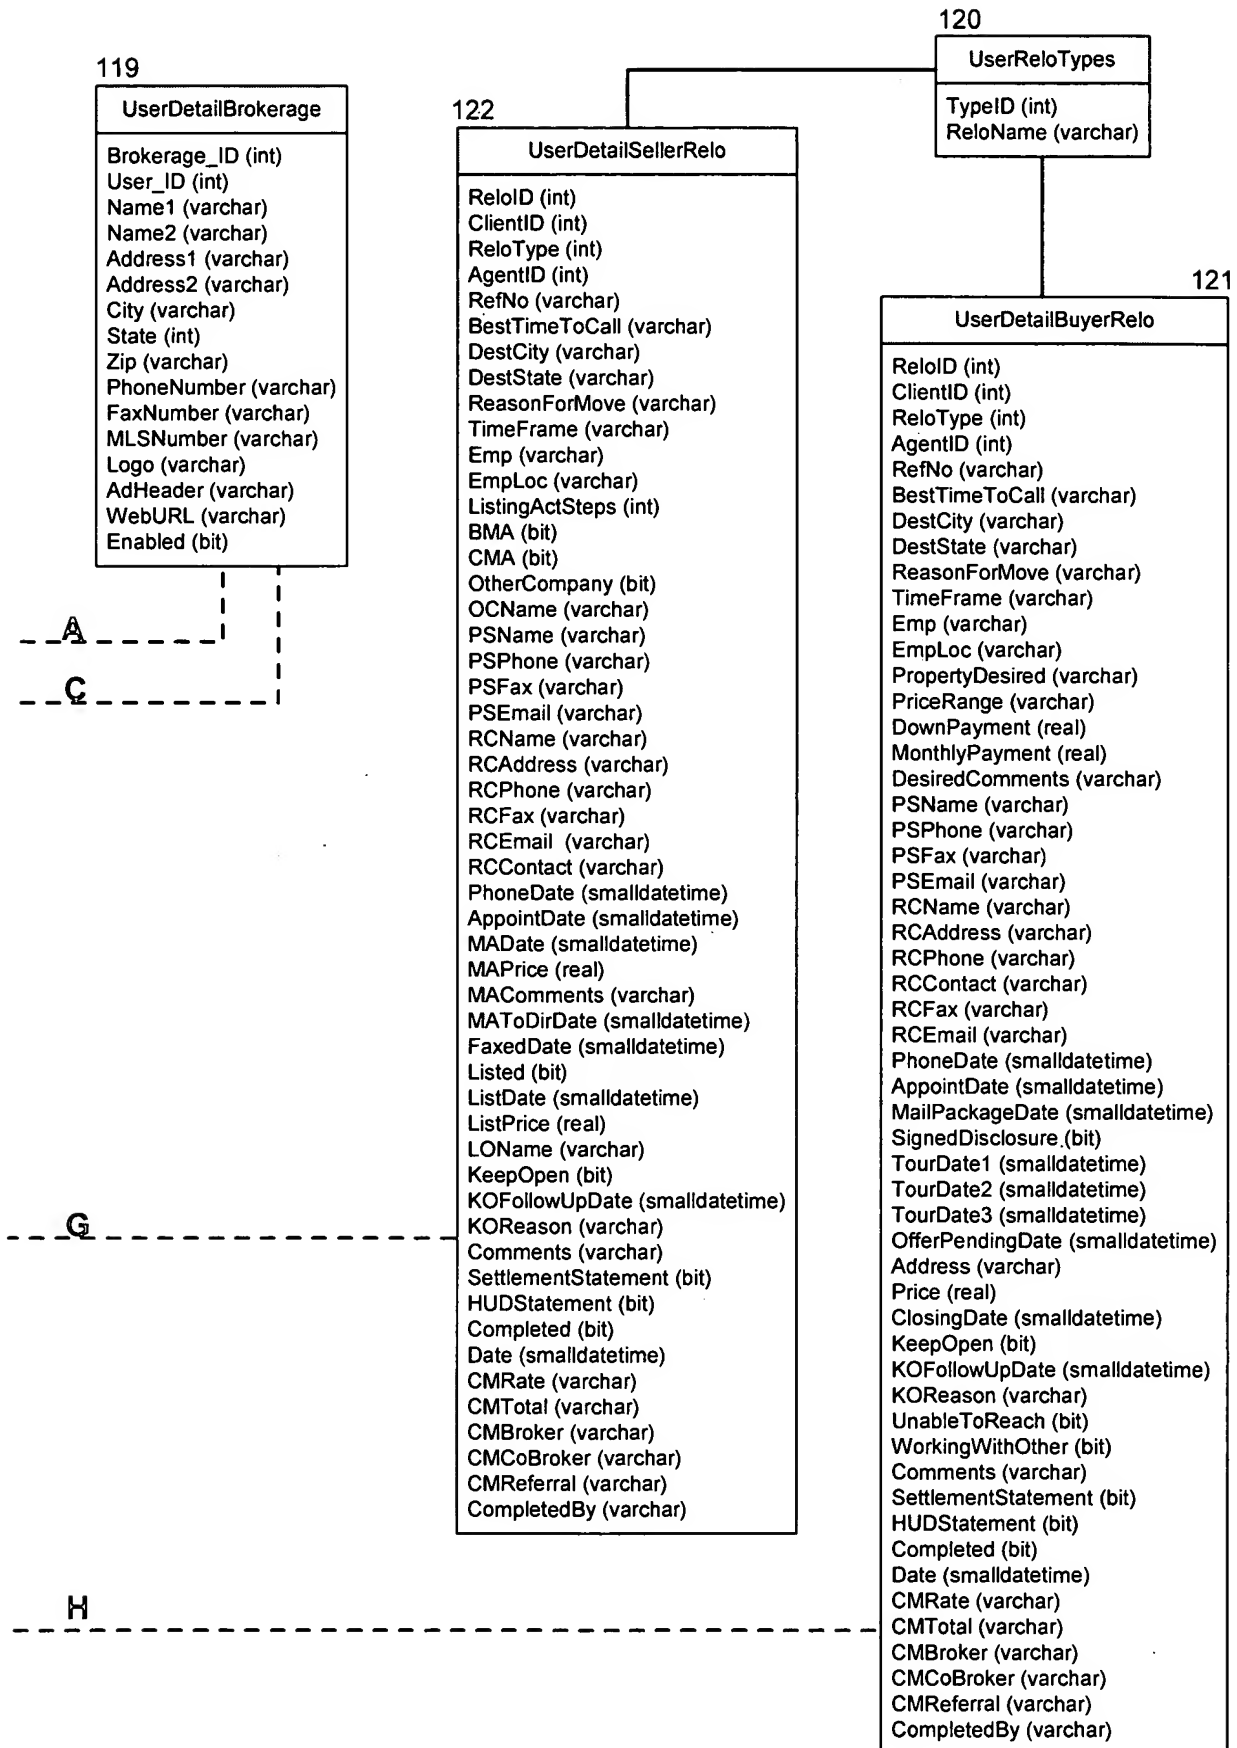 119
UserDetailBrokerage
Brokerage_ID (int)
User_ID (int)
Name1 (varchar)
Name2 (varchar)
Address1 (varchar)
Address2 (varchar)
City (varchar)
State (int)
Zip (varchar)
PhoneNumber (varchar)
FaxNumber (varchar)
MLSNumber (varchar)
Logo (varchar)
AdHeader (varchar)
WebURL (varchar)
Enabled (bit)
A
C
G
H
122
UserDetailSellerRelo
ReloID (int)
ClientID (int)
ReloType (int)
AgentID (int)
RefNo (varchar)
BestTimeToCall (varchar)
DestCity (varchar)
DestState (varchar)
ReasonForMove (varchar)
TimeFrame (varchar)
Emp (varchar)
EmpLoc (varchar)
ListingActSteps (int)
BMA (bit)
CMA (bit)
OtherCompany (bit)
OCName (varchar)
PSName (varchar)
PSPhone (varchar)
PSFax (varchar)
PSEmail (varchar)
RCName (varchar)
RCAddress (varchar)
RCPhone (varchar)
RCFax (varchar)
RCEmail (varchar)
RCContact (varchar)
PhoneDate (smalldatetime)
AppointDate (smalldatetime)
MADate (smalldatetime)
MAPrice (real)
MAComments (varchar)
MAToDirDate (smalldatetime)
FaxedDate (smalldatetime)
Listed (bit)
ListDate (smalldatetime)
ListPrice (real)
LOName (varchar)
KeepOpen (bit)
KOFollowUpDate (smalldatetime)
KOReason (varchar)
Comments (varchar)
SettlementStatement (bit)
HUDStatement (bit)
Completed (bit)
Date (smalldatetime)
CMRate (varchar)
CMTotal (varchar)
CMBroker (varchar)
CMCoBroker (varchar)
CMReferral (varchar)
CompletedBy (varchar)
120
UserReloTypes
TypeID (int)
ReloName (varchar)
121
UserDetailBuyerRelo
ReloID (int)
ClientID (int)
ReloType (int)
AgentID (int)
RefNo (varchar)
BestTimeToCall (varchar)
DestCity (varchar)
DestState (varchar)
ReasonForMove (varchar)
TimeFrame (varchar)
Emp (varchar)
EmpLoc (varchar)
PropertyDesired (varchar)
PriceRange (varchar)
DownPayment (real)
MonthlyPayment (real)
DesiredComments (varchar)
PSName (varchar)
PSPhone (varchar)
PSFax (varchar)
PSEmail (varchar)
RCName (varchar)
RCAddress (varchar)
RCPhone (varchar)
RCContact (varchar)
RCFax (varchar)
RCEmail (varchar)
PhoneDate (smalldatetime)
AppointDate (smalldatetime)
MailPackageDate (smalldatetime)
SignedDisclosure (bit)
TourDate1 (smalldatetime)
TourDate2 (smalldatetime)
TourDate3 (smalldatetime)
OfferPendingDate (smalldatetime)
Address (varchar)
Price (real)
ClosingDate (smalldatetime)
KeepOpen (bit)
KOFollowUpDate (smalldatetime)
KOReason (varchar)
UnableToReach (bit)
WorkingWithOther (bit)
Comments (varchar)
SettlementStatement (bit)
HUDStatement (bit)
Completed (bit)
Date (smalldatetime)
CMRate (varchar)
CMTotal (varchar)
CMBroker (varchar)
CMCoBroker (varchar)
CMReferral (varchar)
CompletedBy (varchar)